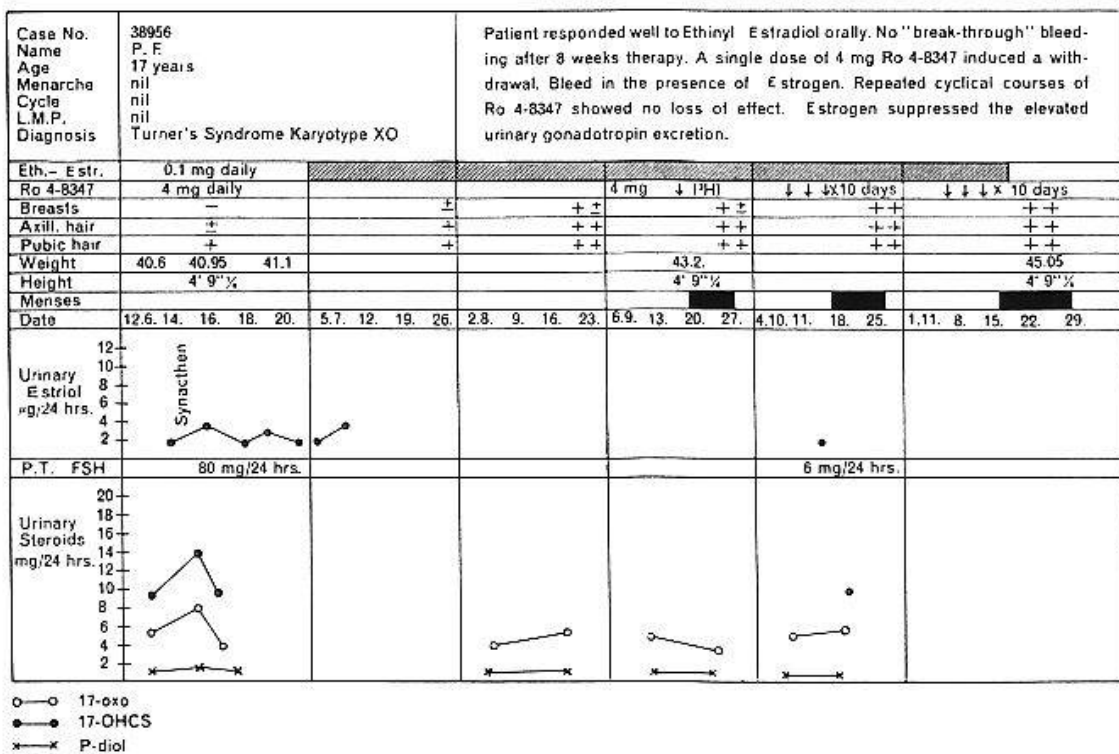 Case No. 38956
Name P. F.
Age 17 years
Menarche nil
Cycle nil
L.M.P. nil
Diagnosis Turner's Syndrome Karyotype XO
Patient responded well to Ethinyl Estradiol orally. No "break-through" bleed-
ing after 8 weeks therapy. A single dose of 4 mg Ro 4-8347 induced a with-
drawal. Bleed in the presence of Estrogen. Repeated cyclical courses of
Ro 4-8347 showed no loss of effect. Estrogen suppressed the elevated
urinary gonadotropin excretion.
Eth.- Estr. 0.1 mg daily
Ro 4-8347 4 mg daily 4 mg ↓ PHI ↓ ↓ ↓x10 days ↓ ↓ ↓ x 10 days
Breasts − ± + ± + ± + + + +
Axill. hair ± + + + + + + + + +
Pubic hair + + + + + + + + + +
Weight 40.6 40.95 41.1 43.2. 45.05
Height 4' 9"¼ 4' 9"¼ 4' 9"¼
Menses
Date 12.6. 14. 16. 18. 20. 5.7. 12. 19. 26. 2.8. 9. 16. 23. 6.9. 13. 20. 27. 4.10. 11. 18. 25. 1.11. 8. 15. 22. 29.
Urinary
Estriol
µg/24 hrs.
12
10
8
6
4
2
Synacthen
P.T. FSH 80 mg/24 hrs. 6 mg/24 hrs.
Urinary
Steroids
mg/24 hrs.
20
18
16
14
12
10
8
6
4
2
17-oxo
17-OHCS
P-diol